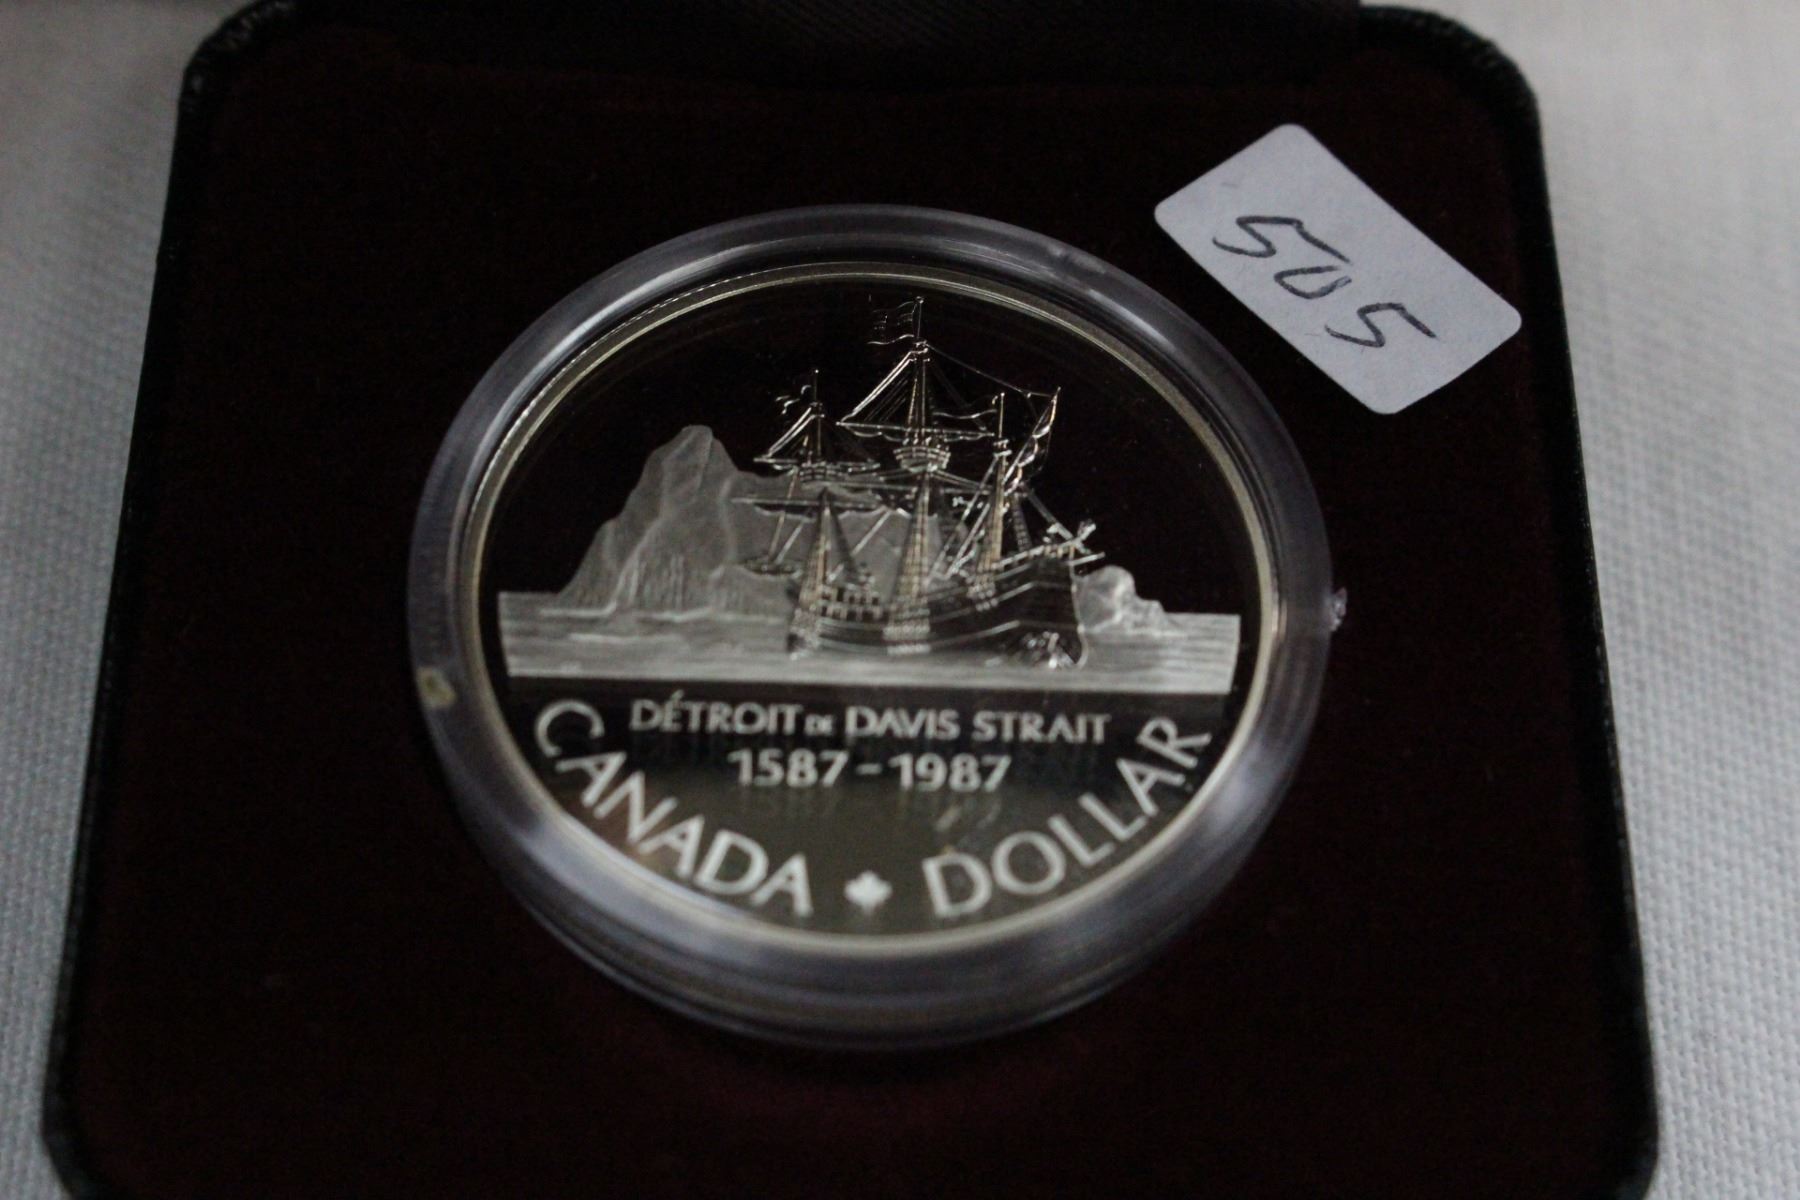 505
DÉTROIT DE DAVIS STRAIT
1587-1987
CANADA DOLLAR